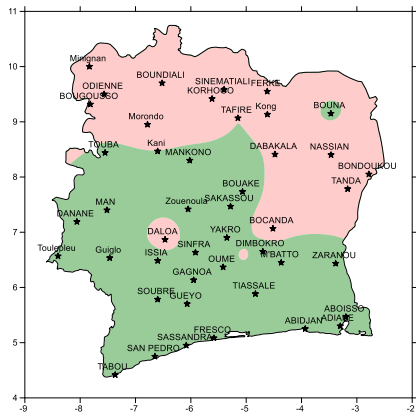 11
Minignan
10
BOUNDIALI
SINEMATIALI
FERKE
ODIENNE
KORHOGO
BOUGOUSSO
BOUNA
TAFIRE
Kong
9
Morondo
TOUBA
Kani
MANKONO
DABAKALA
NASSIAN
8
BONDOUKOU
TANDA
BOUAKE
MAN
Zouenoula
SAKASSOU
DANANE
7
BOCANDA
DALOA
YAKRO
DIMBOKRO
Toulepleu
Guiglo
ISSIA
SINFRA
OUME
M'BATTO
ZARANOU
GAGNOA
6
SOUBRE
GUEYO
TIASSALE
ABOISSO
ABIDJAN
ADIAKE
FRESCO
SASSANDRA
5
SAN PEDRO
TABOU
4
-9 -8 -7 -6 -5 -4 -3 -2